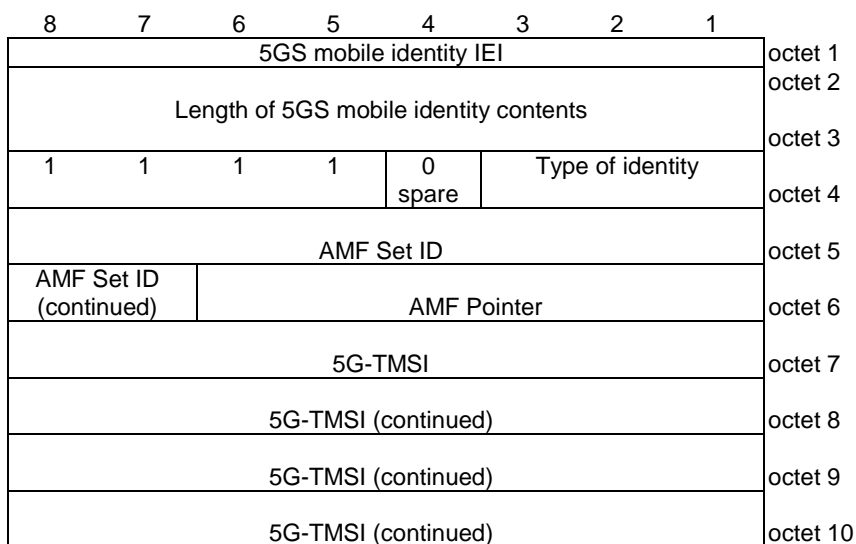 8 7 6 5 4 3 2 1
5GS mobile identity IEI octet 1
octet 2
Length of 5GS mobile identity contents
octet 3
1 1 1 1 0 Type of identity
spare octet 4
AMF Set ID octet 5
AMF Set ID
(continued) AMF Pointer octet 6
5G-TMSI octet 7
5G-TMSI (continued) octet 8
5G-TMSI (continued) octet 9
5G-TMSI (continued) octet 10